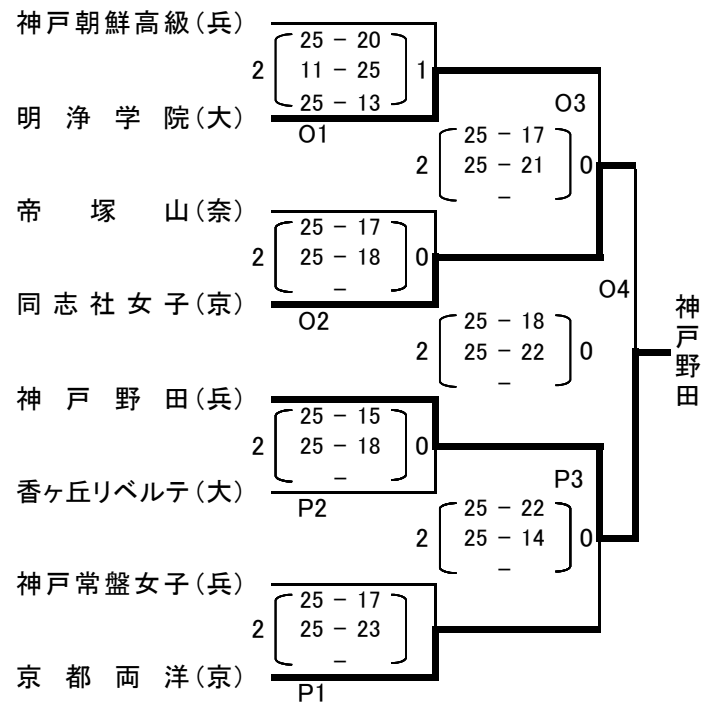 神戸朝鮮高級（兵）
2 25 － 20 1
11 － 25
25 － 13
明浄学院（大）
O1
O3
2 25 － 17 0
25 － 21
－
帝塚山（奈）
2 25 － 17 0
25 － 18
－
同志社女子（京）
O2
O4
2 25 － 18 0
25 － 22
－
神戸野田
神戸野田（兵）
2 25 － 15 0
25 － 18
－
香ヶ丘リベルテ（大）
P2
P3
2 25 － 22 0
25 － 14
－
神戸常盤女子（兵）
2 25 － 17
25 － 23
－
京都両洋（京）
P1